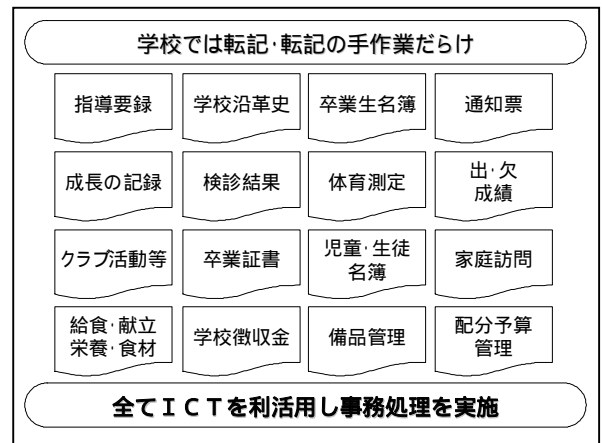 学校では転記･転記の手作業だらけ
指導要録
学校沿革史
卒業生名簿
通知票
成長の記録
検診結果
体育測定
出･欠
成績
クラブ活動等
卒業証書
児童･生徒
名簿
家庭訪問
給食･献立
栄養･食材
学校徴収金
備品管理
配分予算
管理
全てＩＣＴを利活用し事務処理を実施